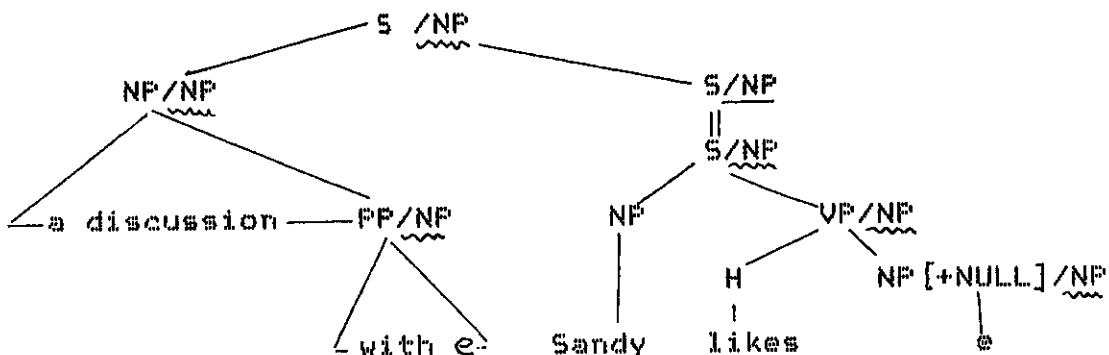 S /NP
NP/NP S/NP
S/NP
a discussion PP/NP NP VP/NP
H NP[+NULL]/NP
with e Sandy likes e